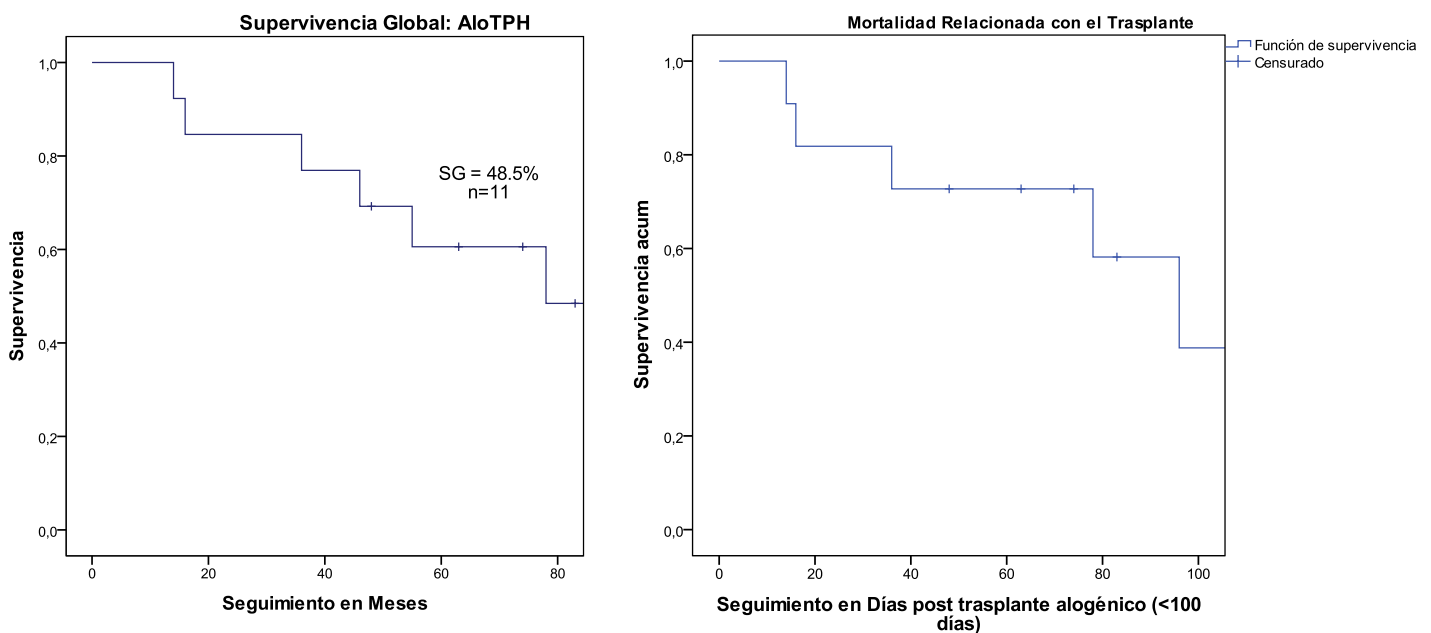 Supervivencia Global: AloTPH
Supervivencia
1,0
0,8
0,6
0,4
0,2
0,0
SG = 48.5%
n=11
0 20 40 60 80
Seguimiento en Meses
Mortalidad Relacionada con el Trasplante
Supervivencia acum
1,0
0,8
0,6
0,4
0,2
0,0
0 20 40 60 80 100
Seguimiento en Días post trasplante alogénico (<100
días)
Función de supervivencia
Censurado